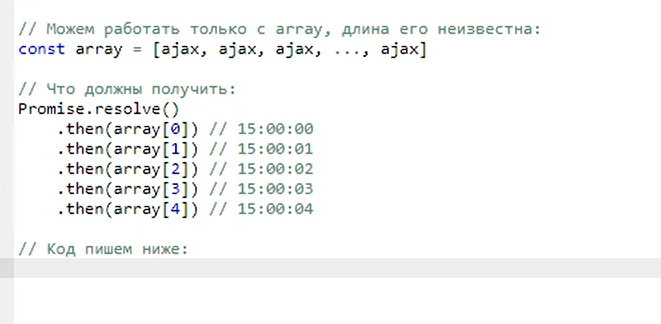 // Можем работать только с array, длина его неизвестна:
const array = [ajax, ajax, ajax, ..., ajax]
// Что должны получить:
Promise.resolve()
.then(array[0]) // 15:00:00
.then(array[1]) // 15:00:01
.then(array[2]) // 15:00:02
.then(array[3]) // 15:00:03
.then(array[4]) // 15:00:04
// Код пишем ниже: